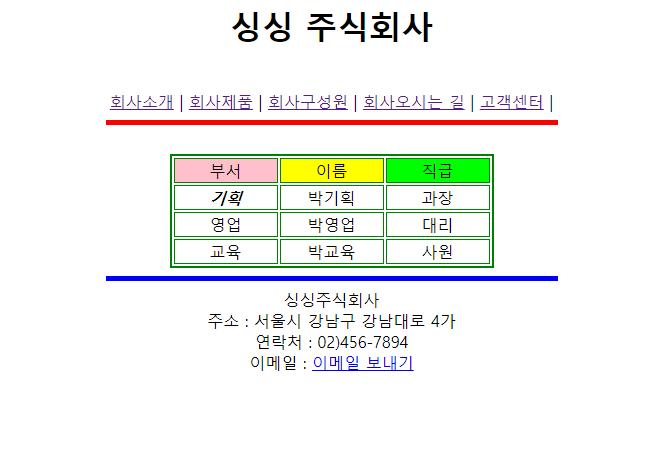 싱싱 주식회사
회사소개 | 회사제품 | 회사구성원 | 회사오시는 길 | 고객센터 |
부서 이름 직급
기획 박기획 과장
영업 박영업 대리
교육 박교육 사원
싱싱주식회사
주소 : 서울시 강남구 강남대로 4가
연락처 : 02)456-7894
이메일 : 이메일 보내기